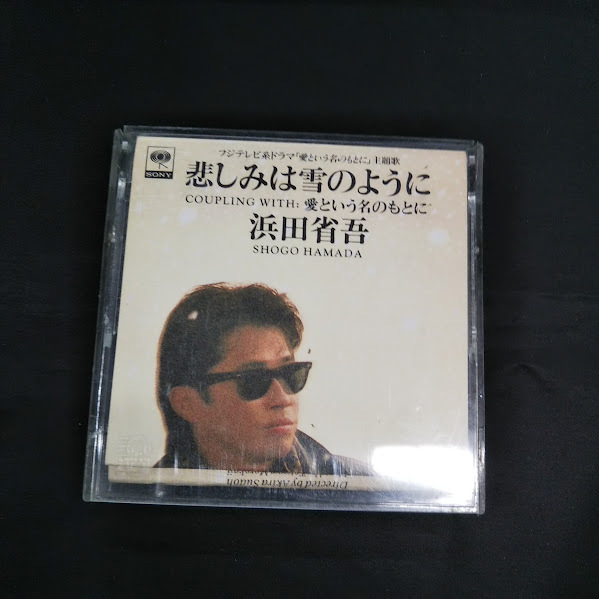 フジテレビ系ドラマ「愛という名のもとに」主題歌
SONY
悲しみは雪のように
COUPLING WITH: 愛という名のもとに
浜田省吾
SHOGO HAMADA
Directed by Akira Sudoh